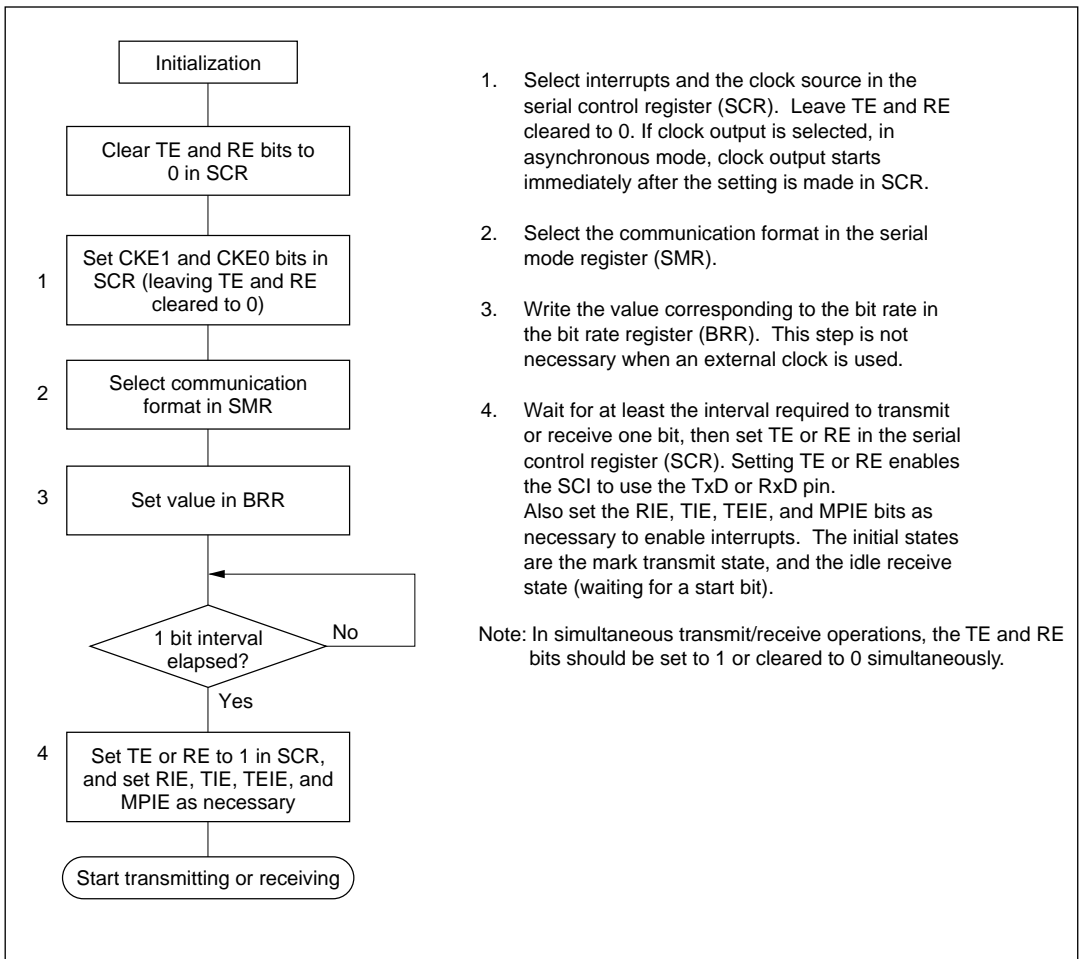 Initialization
Clear TE and RE bits to
0 in SCR
1
Set CKE1 and CKE0 bits in
SCR (leaving TE and RE
cleared to 0)
2
Select communication
format in SMR
3
Set value in BRR
1 bit interval
elapsed?
No
Yes
4
Set TE or RE to 1 in SCR,
and set RIE, TIE, TEIE, and
MPIE as necessary
Start transmitting or receiving
1. Select interrupts and the clock source in the
serial control register (SCR). Leave TE and RE
cleared to 0. If clock output is selected, in
asynchronous mode, clock output starts
immediately after the setting is made in SCR.
2. Select the communication format in the serial
mode register (SMR).
3. Write the value corresponding to the bit rate in
the bit rate register (BRR). This step is not
necessary when an external clock is used.
4. Wait for at least the interval required to transmit
or receive one bit, then set TE or RE in the serial
control register (SCR). Setting TE or RE enables
the SCI to use the TxD or RxD pin.
Also set the RIE, TIE, TEIE, and MPIE bits as
necessary to enable interrupts. The initial states
are the mark transmit state, and the idle receive
state (waiting for a start bit).
Note: In simultaneous transmit/receive operations, the TE and RE
bits should be set to 1 or cleared to 0 simultaneously.